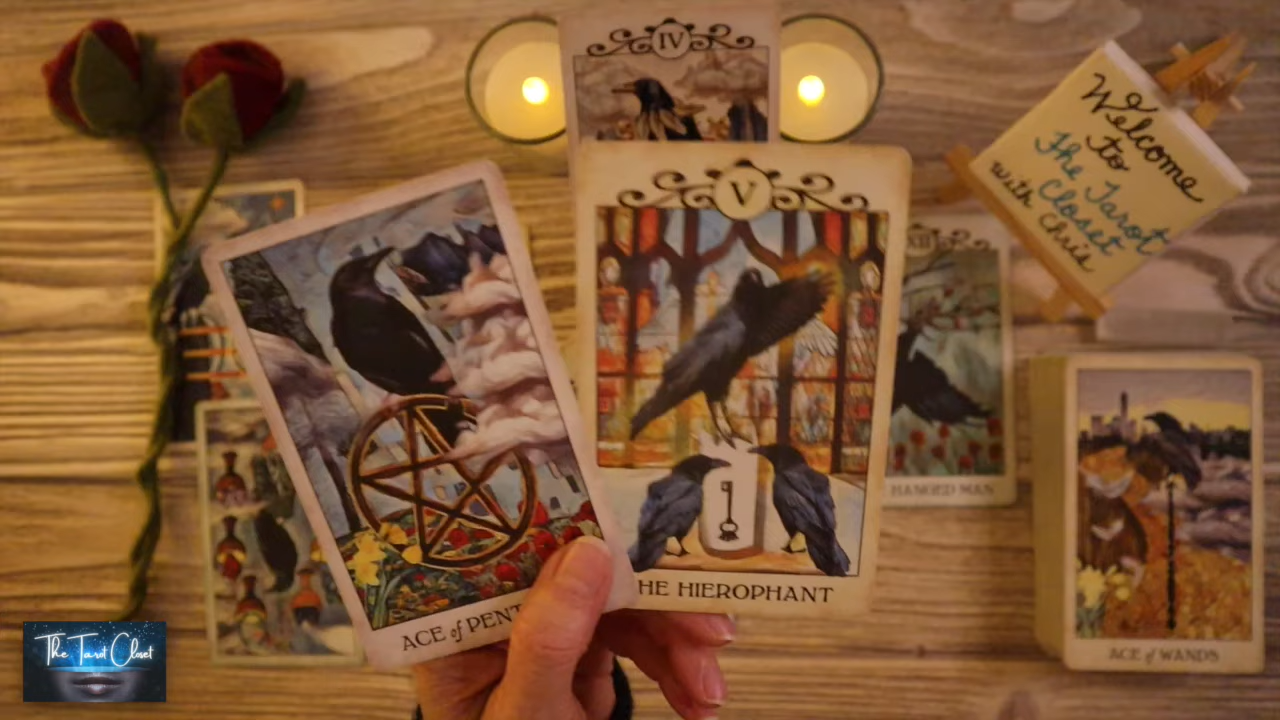 IV
Welcome
to
The Tarot
Closet
With Chris
V
XII
THE HIEROPHANT
ACE of PENT
HANGED MAN
ACE of WANDS
The Tarot Closet